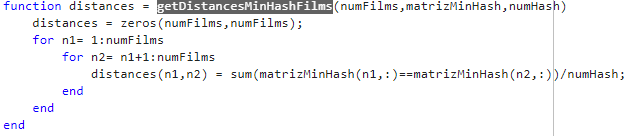 function distances = getDistancesMinHashFilms(numFilms,matrizMinHash,numHash)
    distances = zeros(numFilms,numFilms);
    for n1= 1:numFilms
        for n2= n1+1:numFilms
            distances(n1,n2) = sum(matrizMinHash(n1,:)==matrizMinHash(n2,:))/numHash;
        end
    end
end